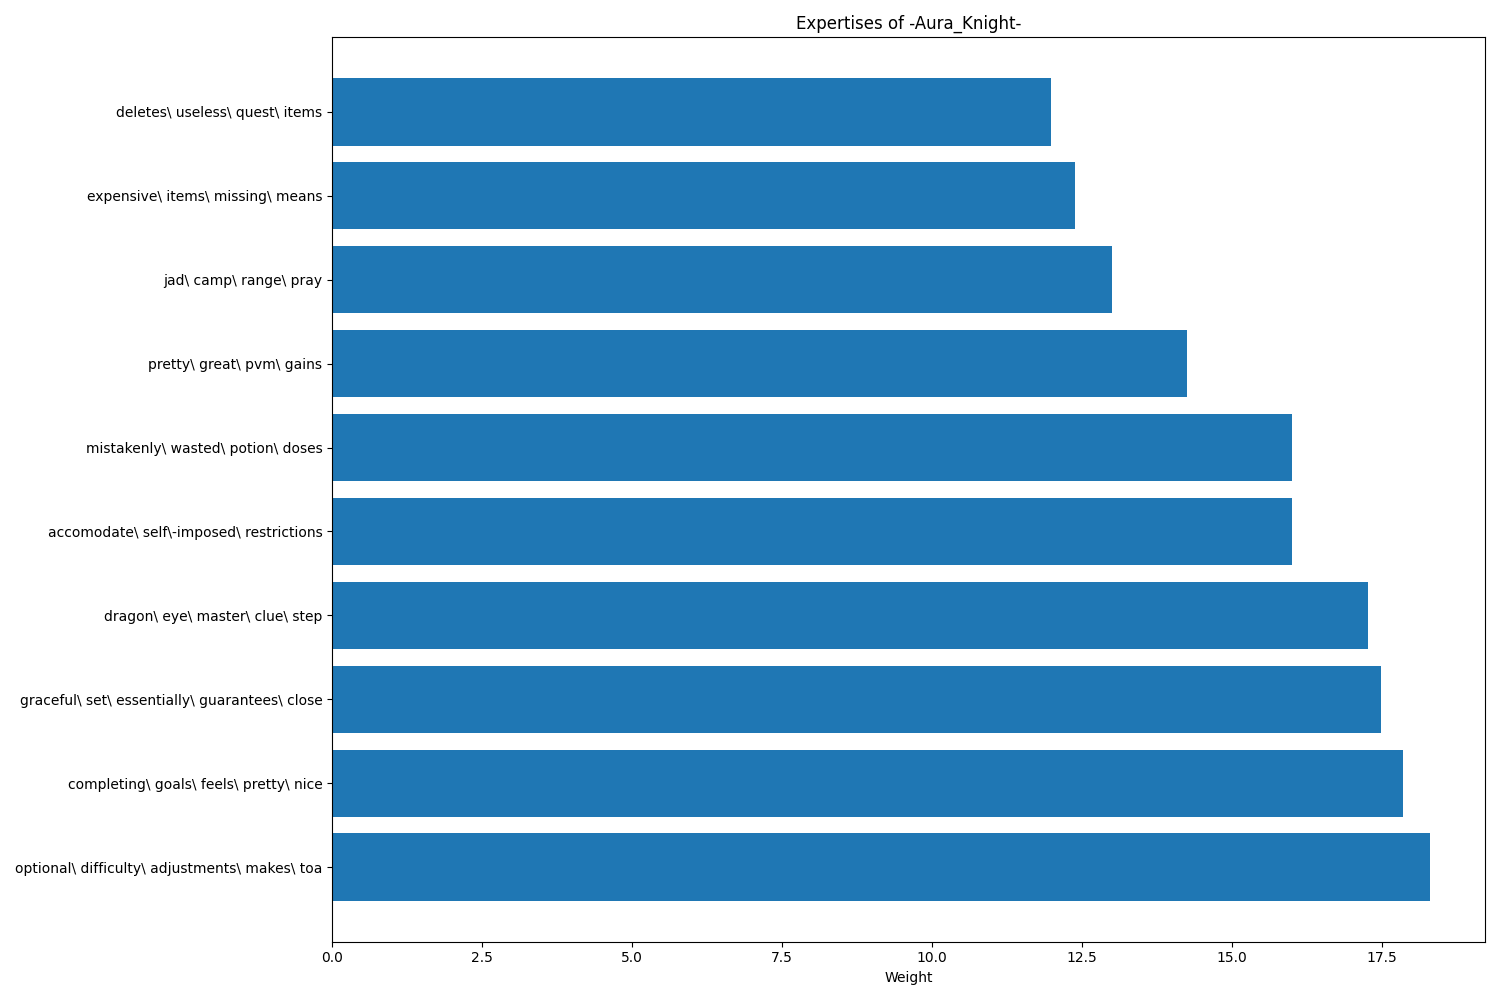 Expertises of -Aura_Knight-
deletes\ useless\ quest\ items
expensive\ items\ missing\ means
jad\ camp\ range\ pray
pretty\ great\ pvm\ gains
mistakenly\ wasted\ potion\ doses
accomodate\ self\-imposed\ restrictions
dragon\ eye\ master\ clue\ step
graceful\ set\ essentially\ guarantees\ close
completing\ goals\ feels\ pretty\ nice
optional\ difficulty\ adjustments\ makes\ toa
0.0 2.5 5.0 7.5 10.0 12.5 15.0 17.5
Weight